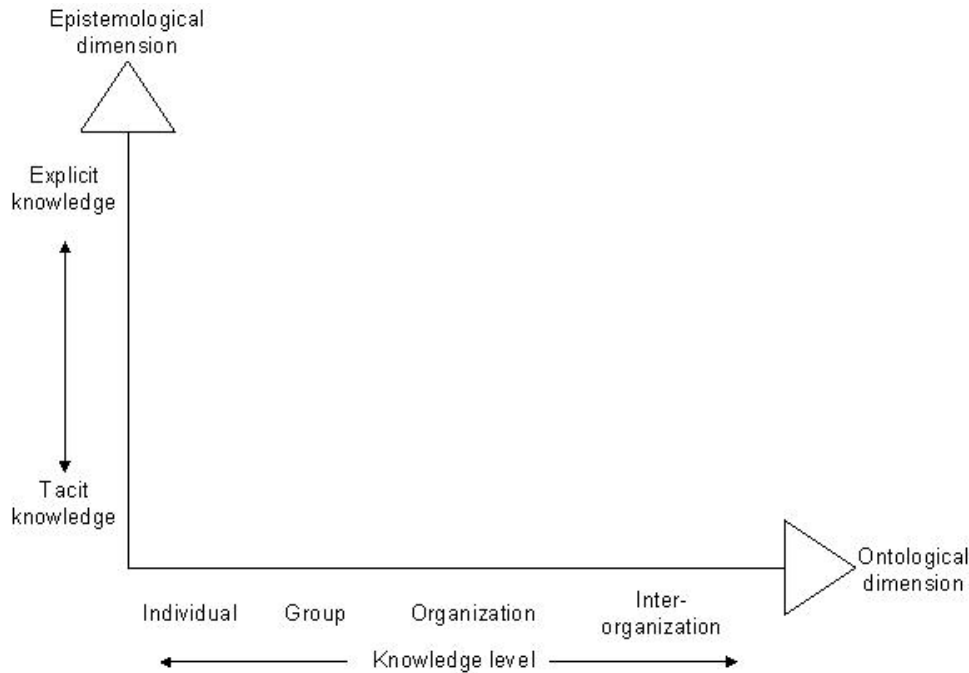 Epistemological
dimension
Explicit
knowledge
Tacit
knowledge
Ontological
dimension
Individual
Group
Organization
Inter-
organization
Knowledge level